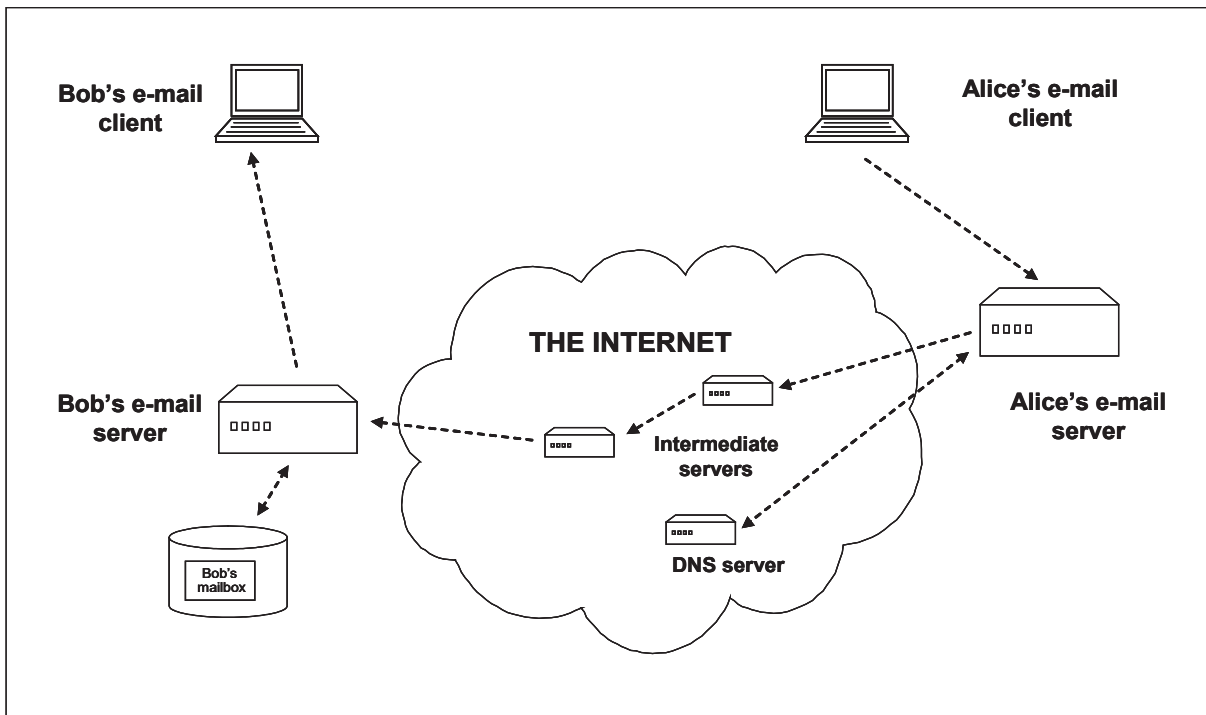 Bob's e-mail
client
Alice's e-mail
client
THE INTERNET
Bob's e-mail
server
Alice's e-mail
server
Intermediate
servers
DNS server
Bob's
mailbox